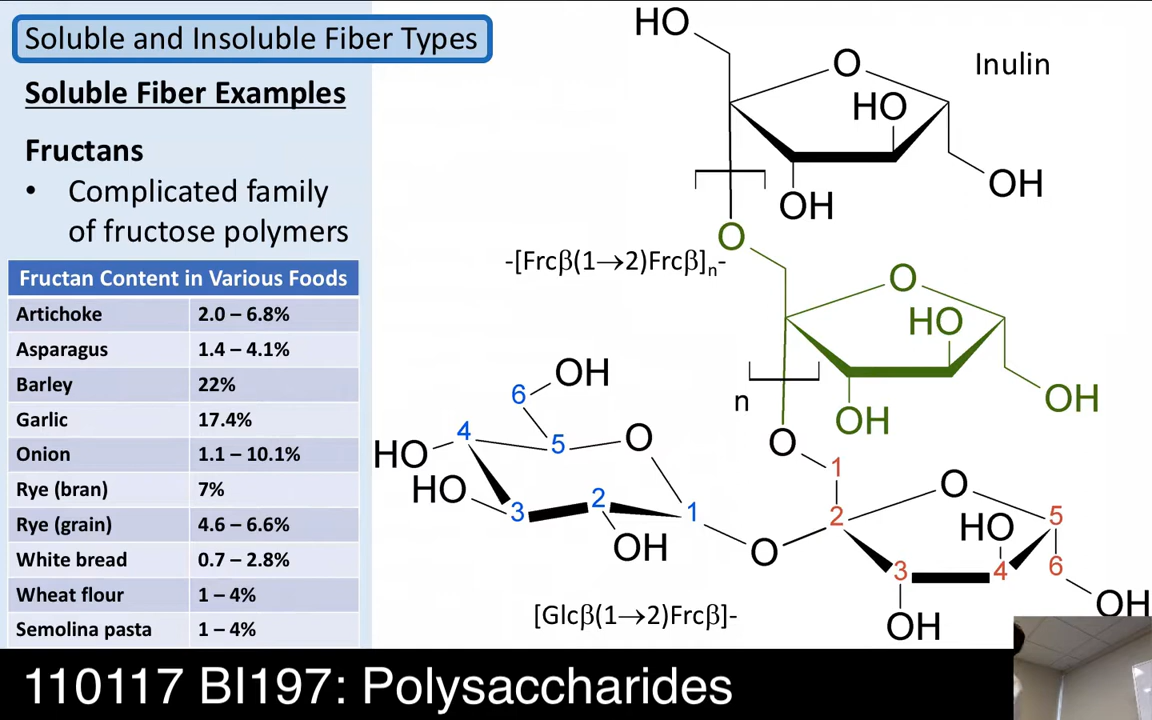 Soluble and Insoluble Fiber Types
Soluble Fiber Examples
Fructans
• Complicated family
of fructose polymers
Fructan Content in Various Foods
Artichoke 2.0 – 6.8%
Asparagus 1.4 – 4.1%
Barley 22%
Garlic 17.4%
Onion 1.1 – 10.1%
Rye (bran) 7%
Rye (grain) 4.6 – 6.6%
White bread 0.7 – 2.8%
Wheat flour 1 – 4%
Semolina pasta 1 – 4%
Inulin
HO
O
HO
OH
OH
O
-[Frcβ(1→2)Frcβ]n-
O
HO
OH
OH
n
O
OH
6
4
5
O
HO
HO
3
2
1
OH
O
1
2
O
5
HO
3
4
6
OH
OH
[Glcβ(1→2)Frcβ]-
110117 BI197: Polysaccharides